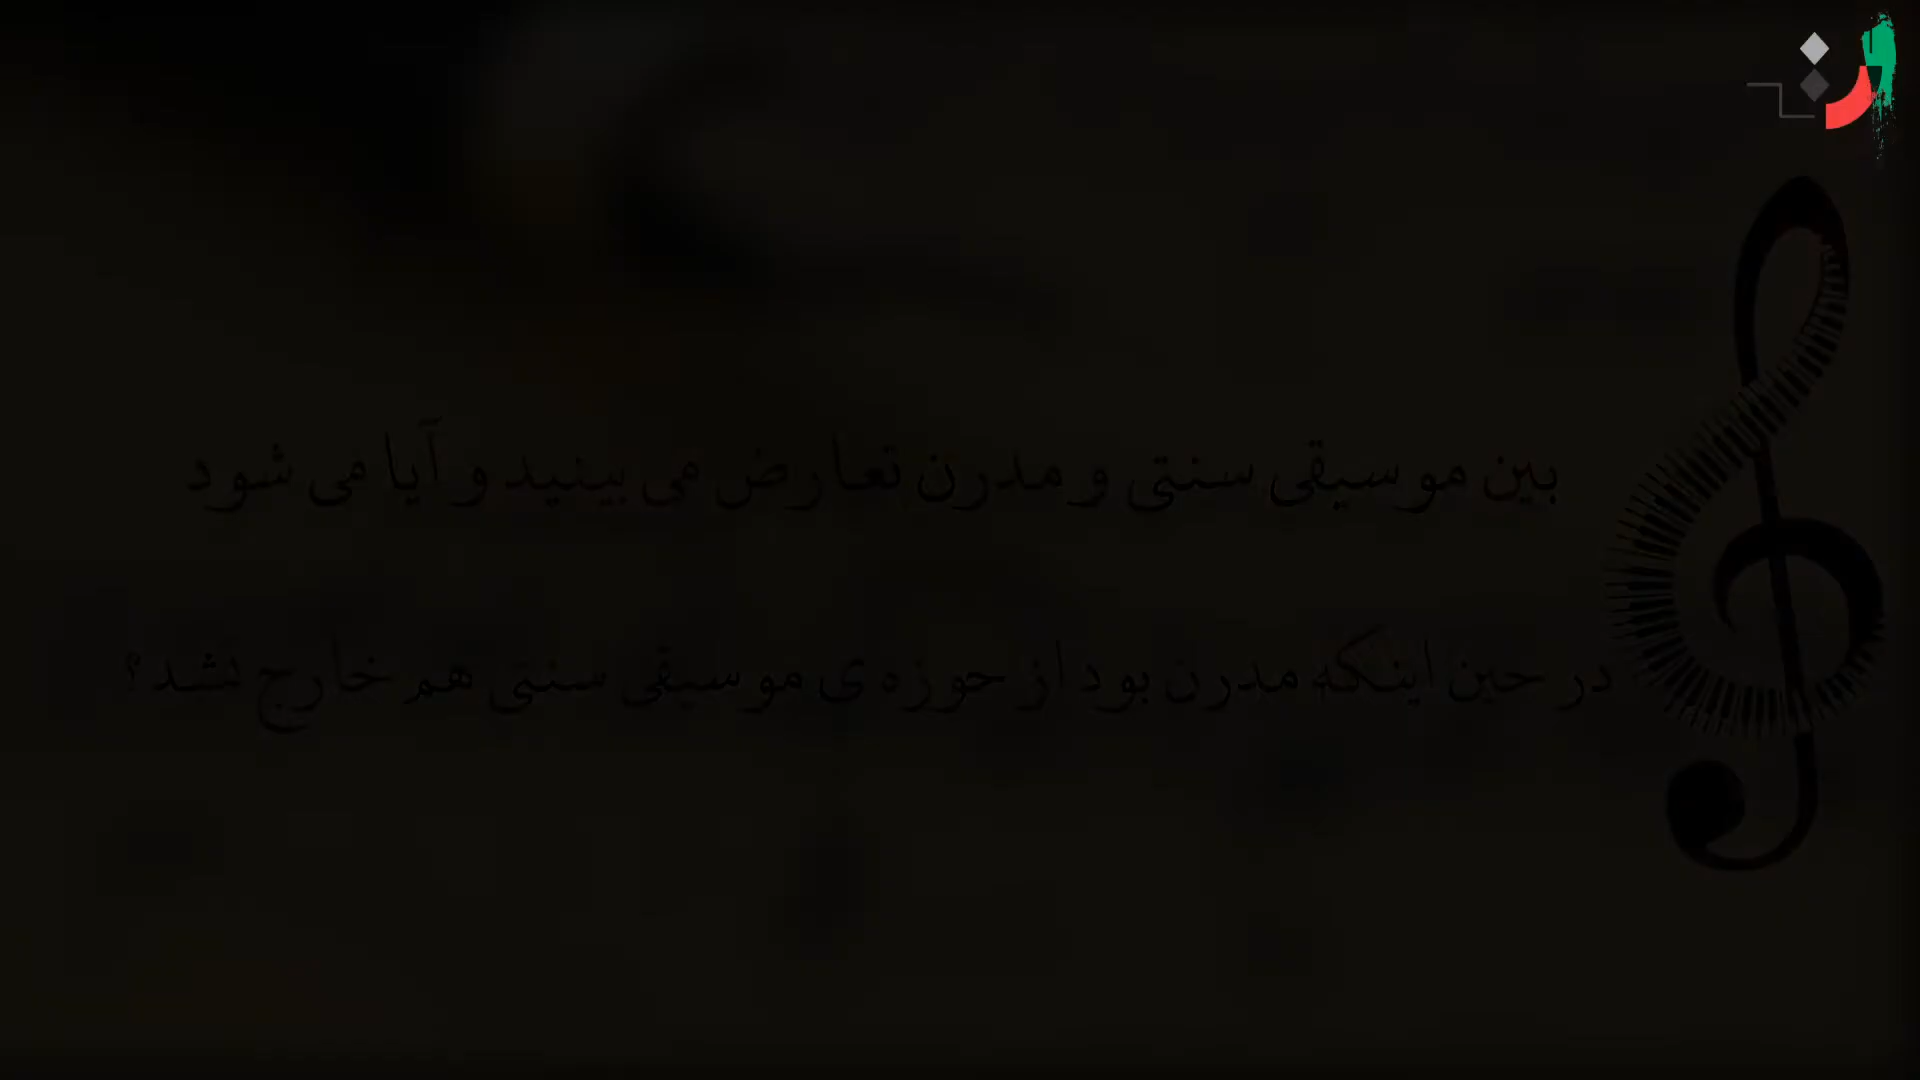 بین موسیقی سنتی و مدرن تعارض می بینید و آیا می شود
در حین اینکه مدرن بود از حوزه ی موسیقی سنتی هم خارج نشد ؟